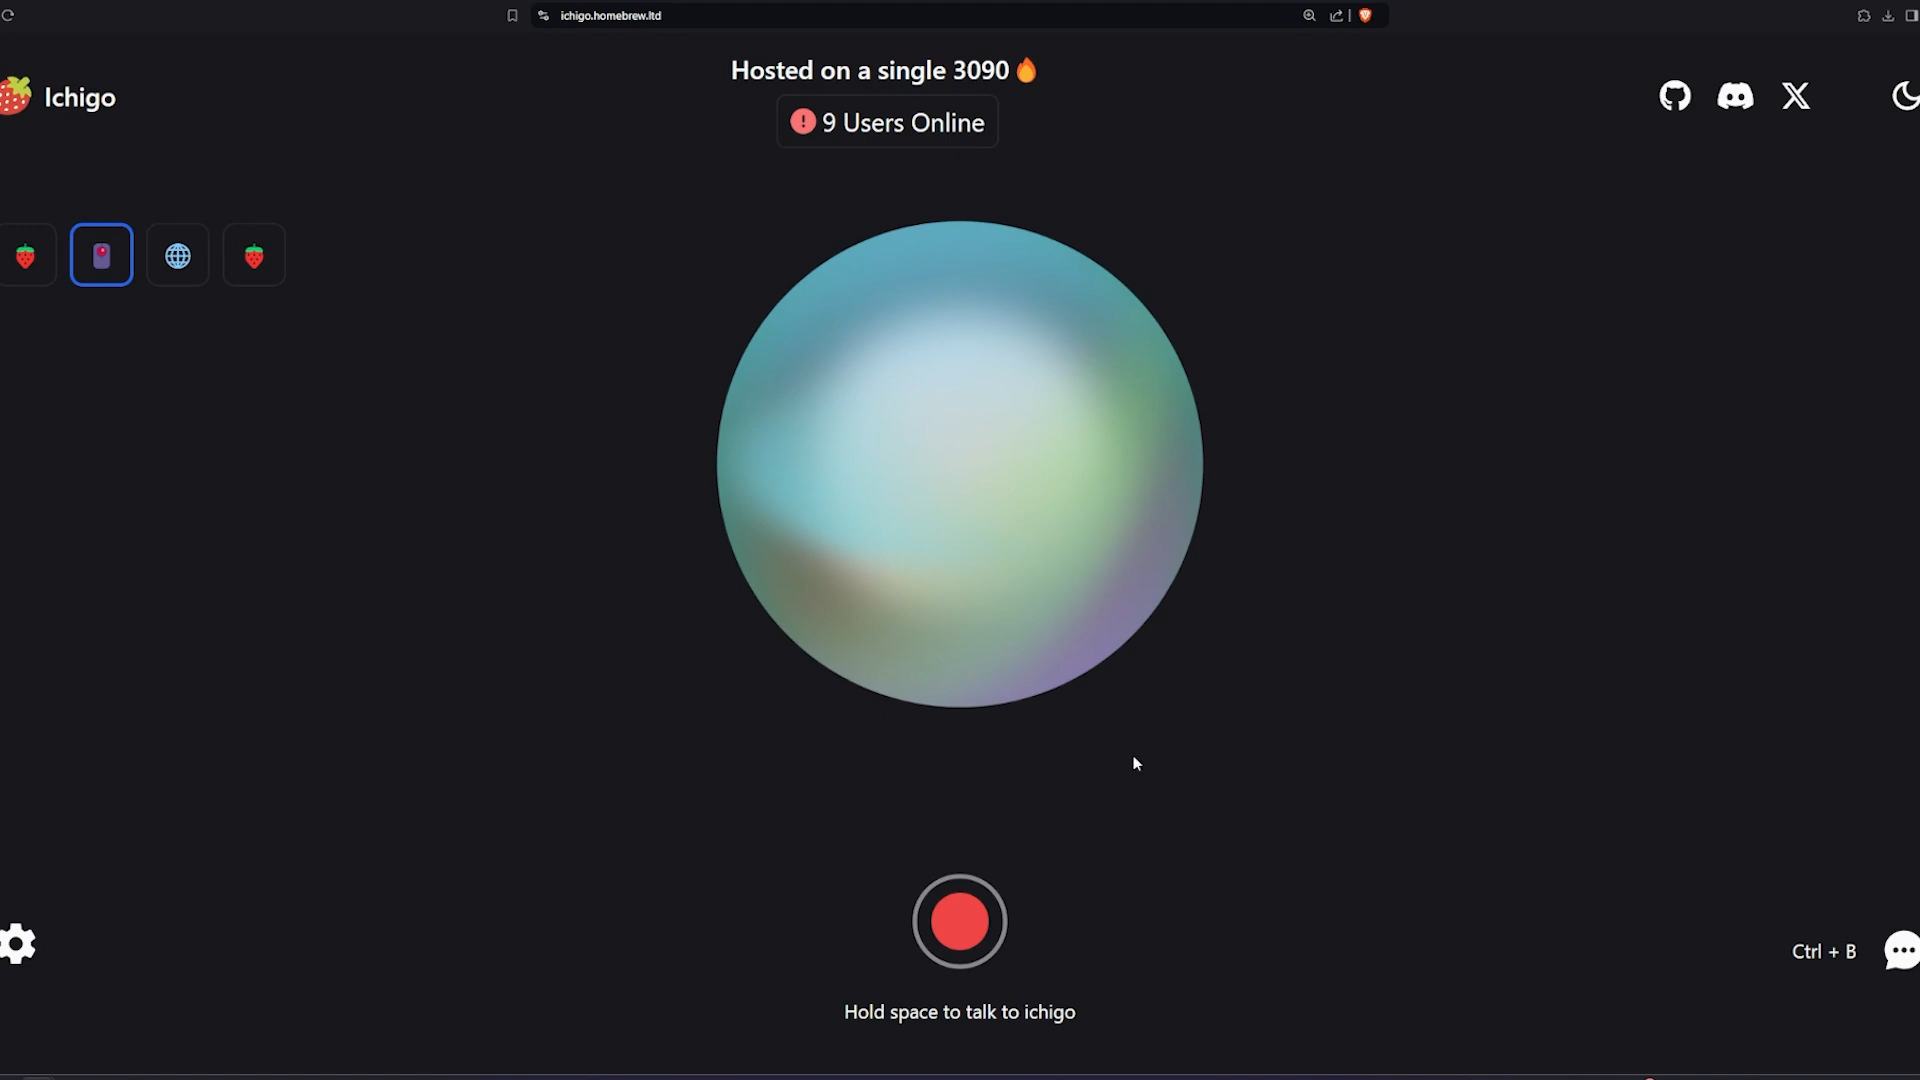 ichigo.homebrew.ltd
Hosted on a single 3090
Ichigo
9 Users Online
Ctrl + B
Hold space to talk to ichigo